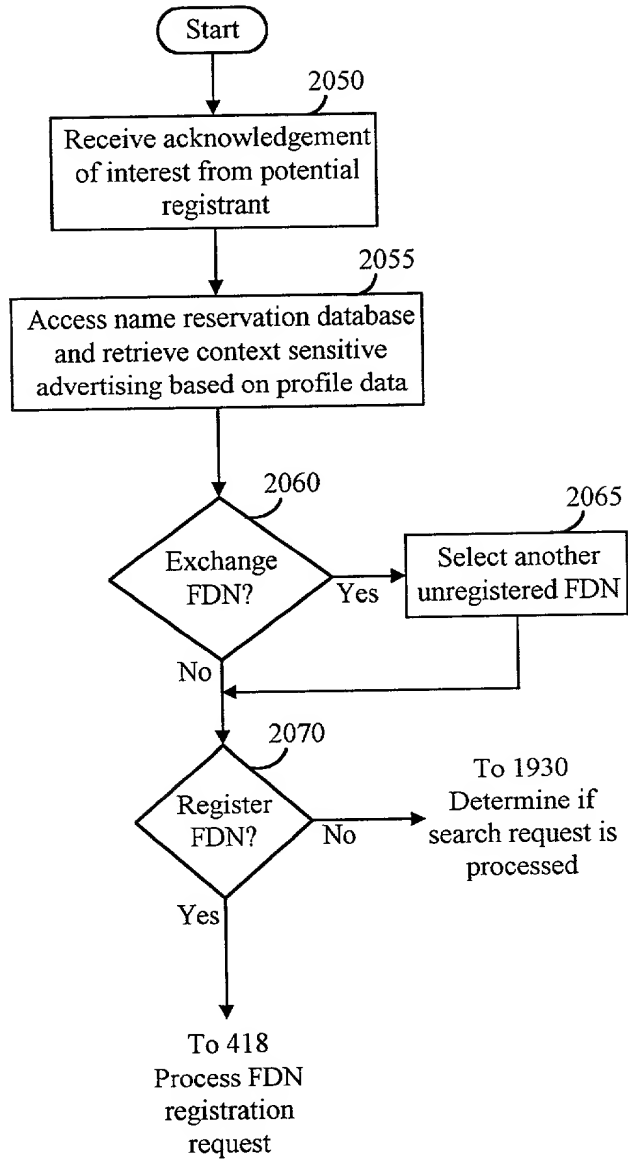 Start
2050
Receive acknowledgement
of interest from potential
registrant
2055
Access name reservation database
and retrieve context sensitive
advertising based on profile data
2060
Exchange
FDN?
Yes
2065
Select another
unregistered FDN
No
2070
Register
FDN?
No
To 1930
Determine if
search request is
processed
Yes
To 418
Process FDN
registration
request